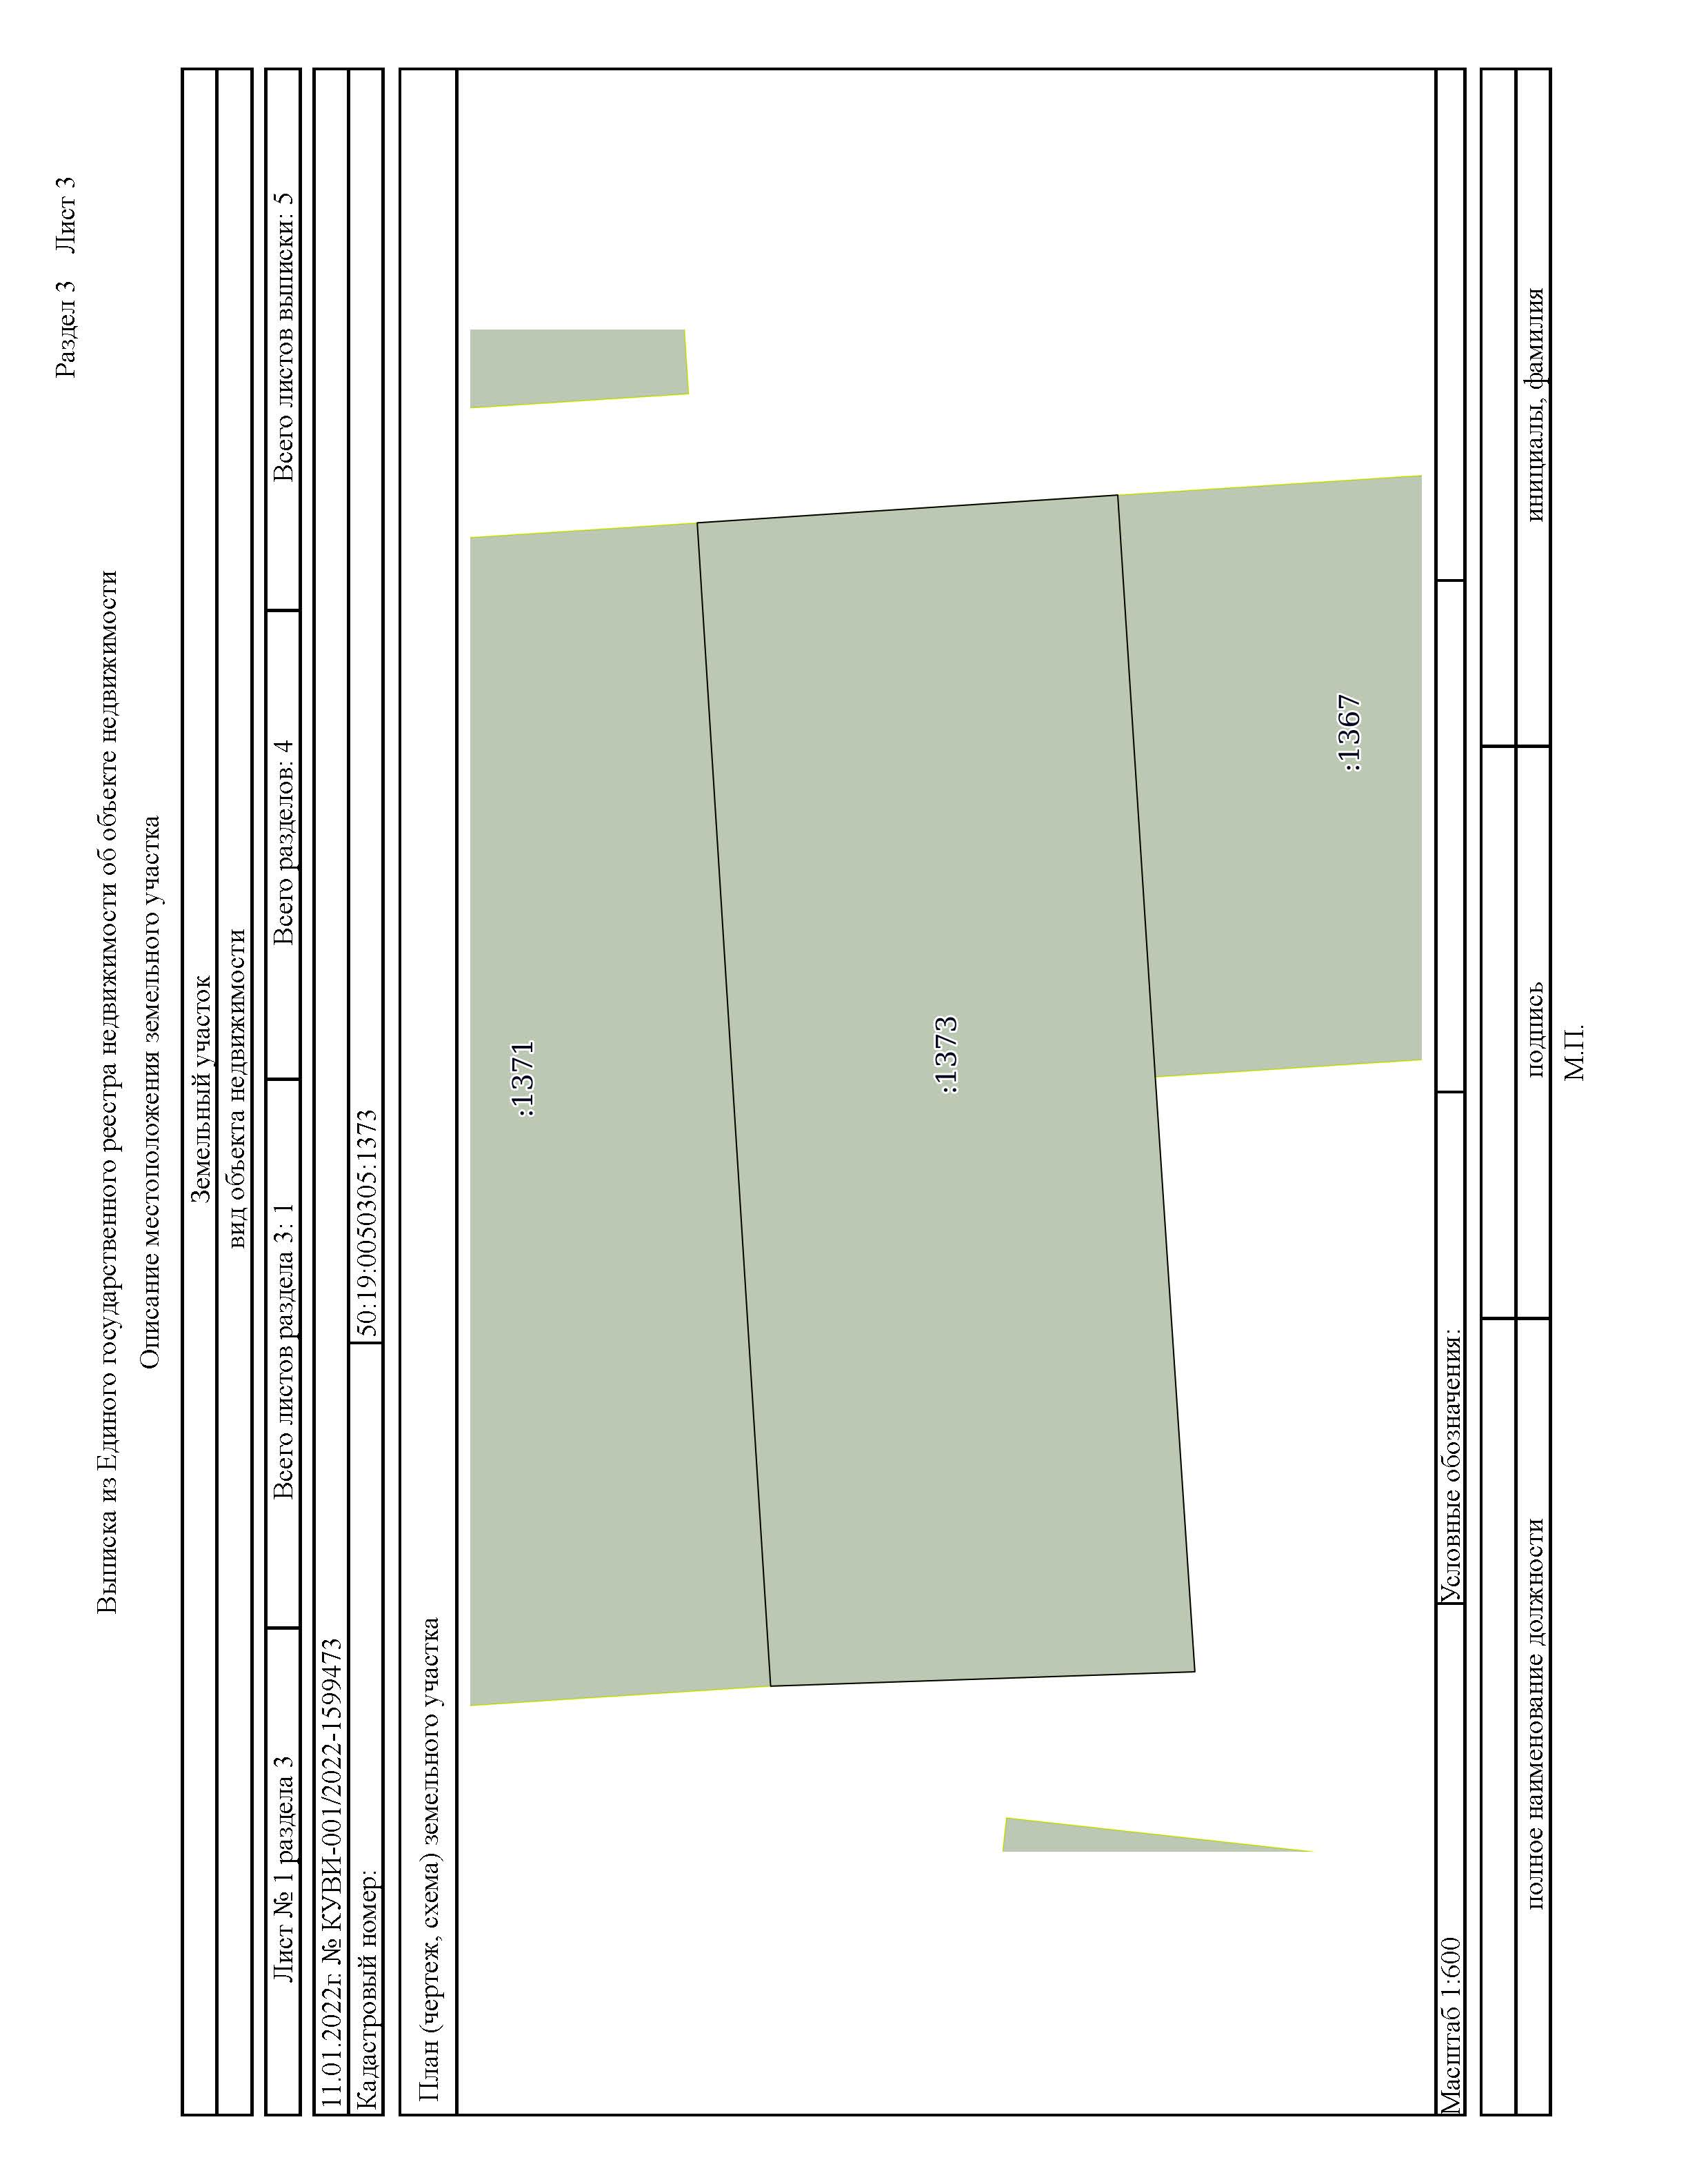 Раздел 3 Лист 3
Выписка из Единого государственного реестра недвижимости об объекте недвижимости
Описание местоположения земельного участка
Земельный участок
вид объекта недвижимости
Лист № 1 раздела 3 Всего листов раздела 3: 1 Всего разделов: 4 Всего листов выписки: 5
11.01.2022г. № КУВИ-001/2022-1599473
Кадастровый номер: 50:19:0050305:1373
План (чертеж, схема) земельного участка
:1371
:1373
:1367
Масштаб 1:600 Условные обозначения:
полное наименование должности подпись инициалы, фамилия
М.П.